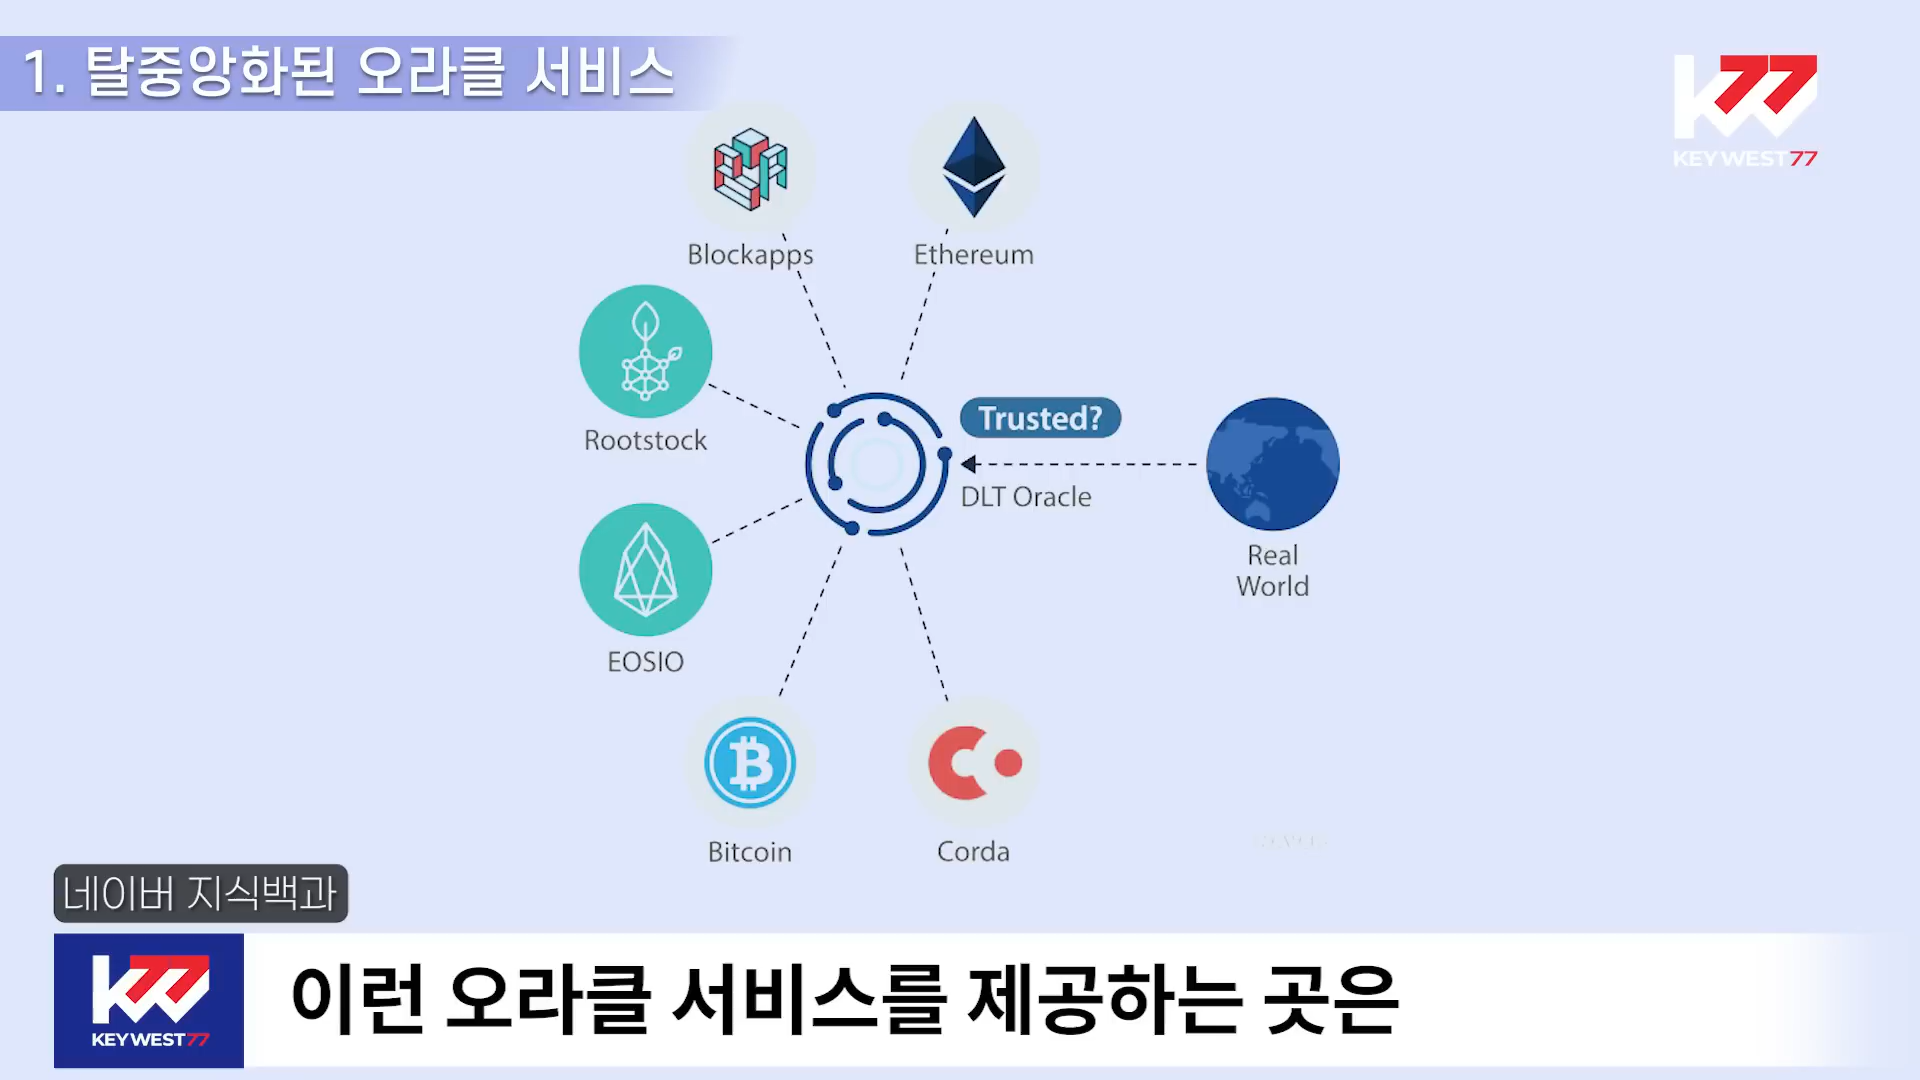 1. 탈중앙화된 오라클 서비스
KEYWEST77
Blockapps
Ethereum
Rootstock
Trusted?
DLT Oracle
Real
World
EOSIO
Bitcoin
Corda
네이버 지식백과
KEYWEST77
이런 오라클 서비스를 제공하는 곳은